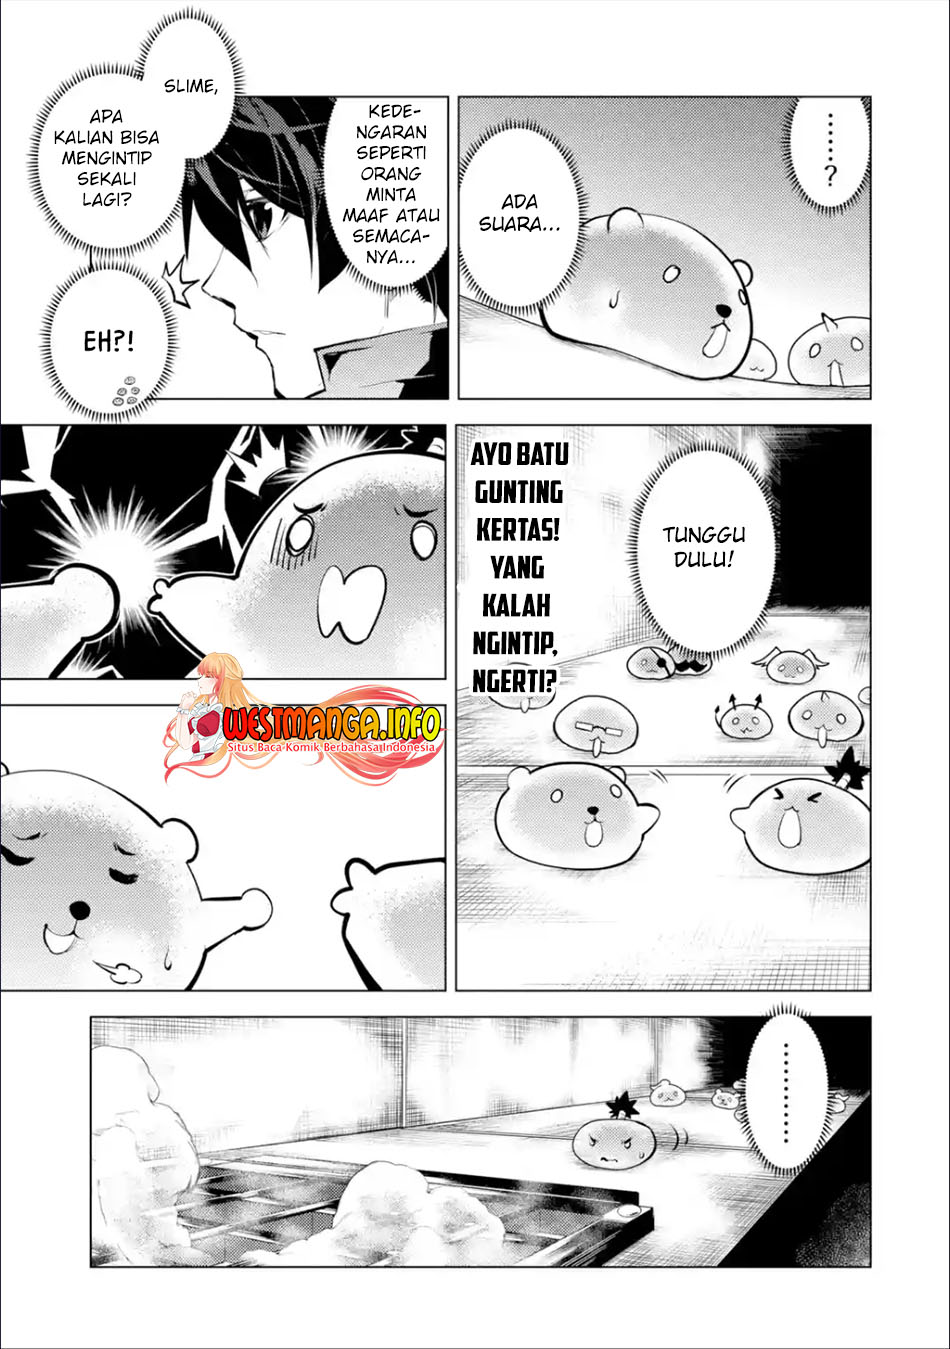 ......?
ADA
SUARA...
KEDE-
NGARAN
SEPERTI
ORANG
MINTA
MAAF ATAU
SEMACA-
NYA...
SLIME,
APA
KALIAN BISA
MENGINTIP
SEKALI
LAGI?
EH?!
TUNGGU
DULU!
AYO BATU
GUNTING
KERTAS!
YANG
KALAH
NGINTIP,
NGERTI?
WESTMANGA.INFO
Situs Baca Komik Berbahasa Indonesia
............